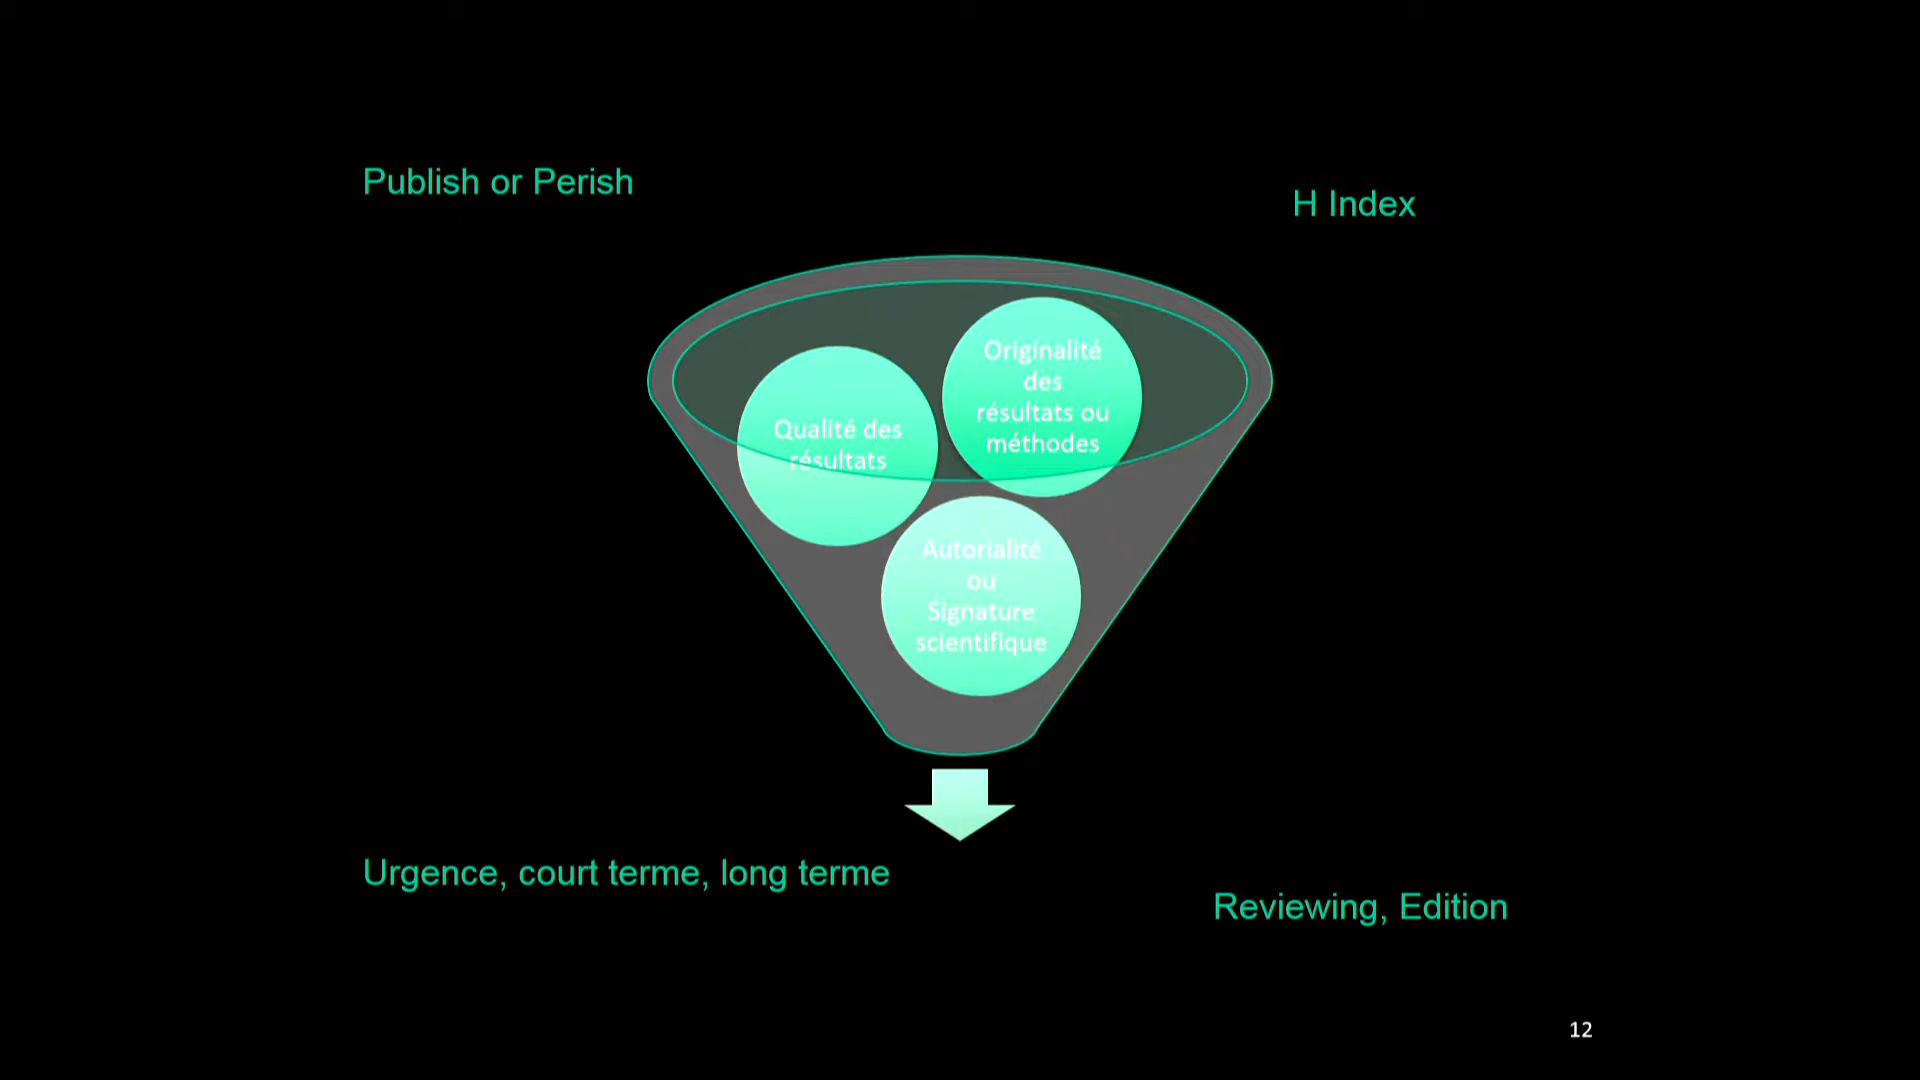 Publish or Perish
H Index
Originalité
des
résultats ou
méthodes
Qualité des
résultats
Autorialité
ou
Signature
scientifique
Urgence, court terme, long terme
Reviewing, Edition
12